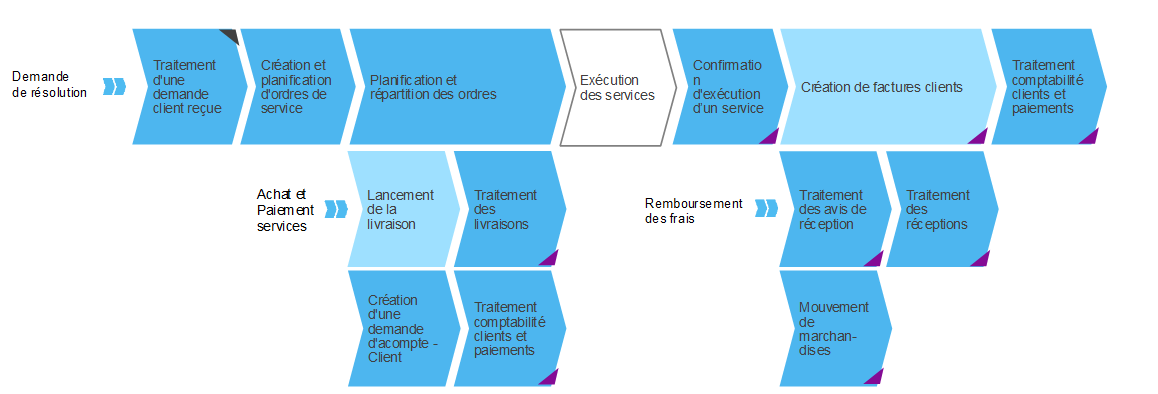 Demande
de résolution
Traitement
d'une
demande
client reçue
Création et
planification
d'ordres de
service
Planification et
répartition des ordres
Exécution
des services
Confirmatio
n
d'exécution
d'un service
Création de factures clients
Traitement
comptabilité
clients et
paiements
Achat et
Paiement
services
Lancement
de la
livraison
Traitement
des
livraisons
Remboursement
des frais
Traitement
des avis de
réception
Traitement
des
réceptions
Création
d'une
demande
d'acompte -
Client
Traitement
comptabilité
clients et
paiements
Mouvement
de
marchan-
dises